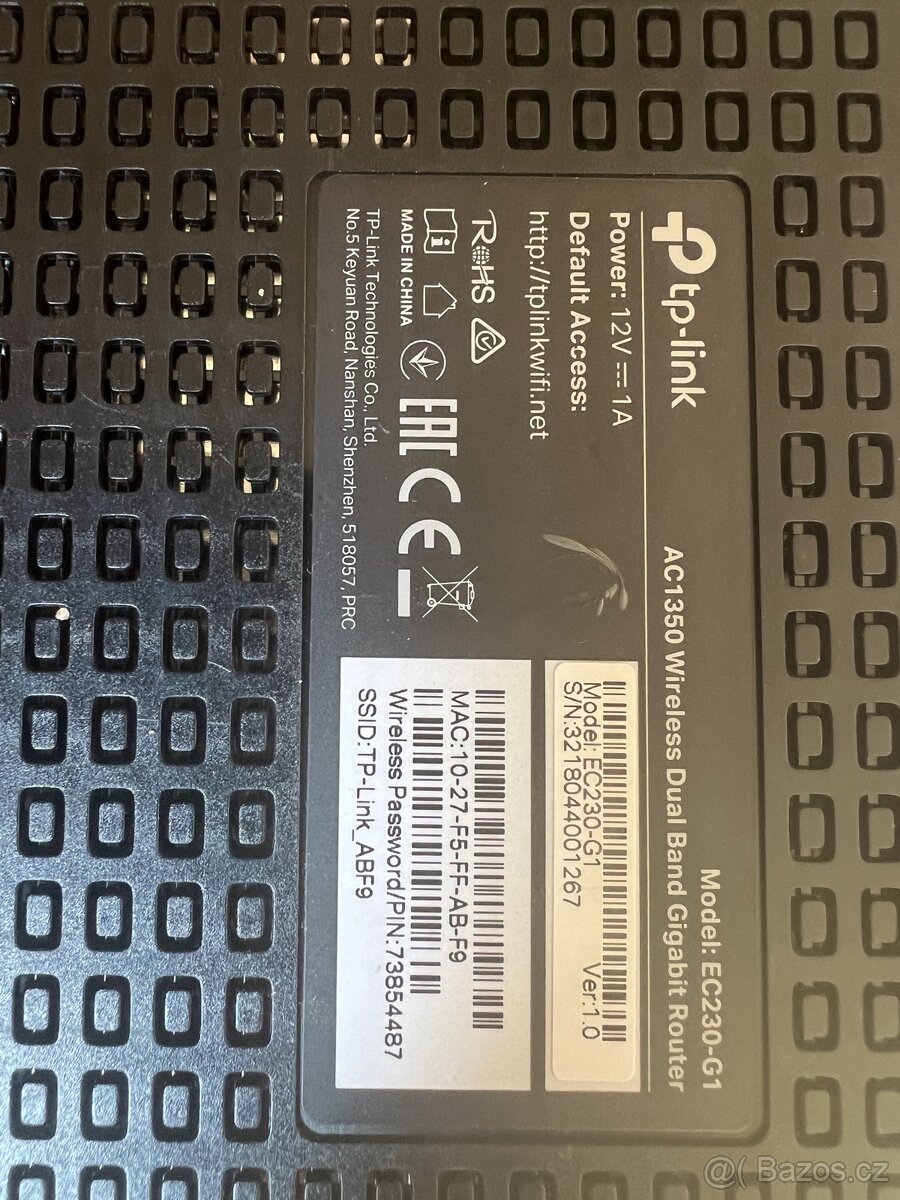 tp-link
Model: EC230-G1
AC1350 Wireless Dual Band Gigabit Router
Power: 12V ⎓ 1A
Default Access:
http://tplinkwifi.net
RoHS
MADE IN CHINA
EAC CE
TP-Link Technologies Co., Ltd.
No.5 Keyuan Road, Nanshan, Shenzhen, 518057, PRC
Model: EC230-G1 Ver:1.0
S/N:3218044001267
MAC:10-27-F5-FF-AB-F9
Wireless Password/PIN:73854487
SSID:TP-Link_ABF9
@( Bazos.cz